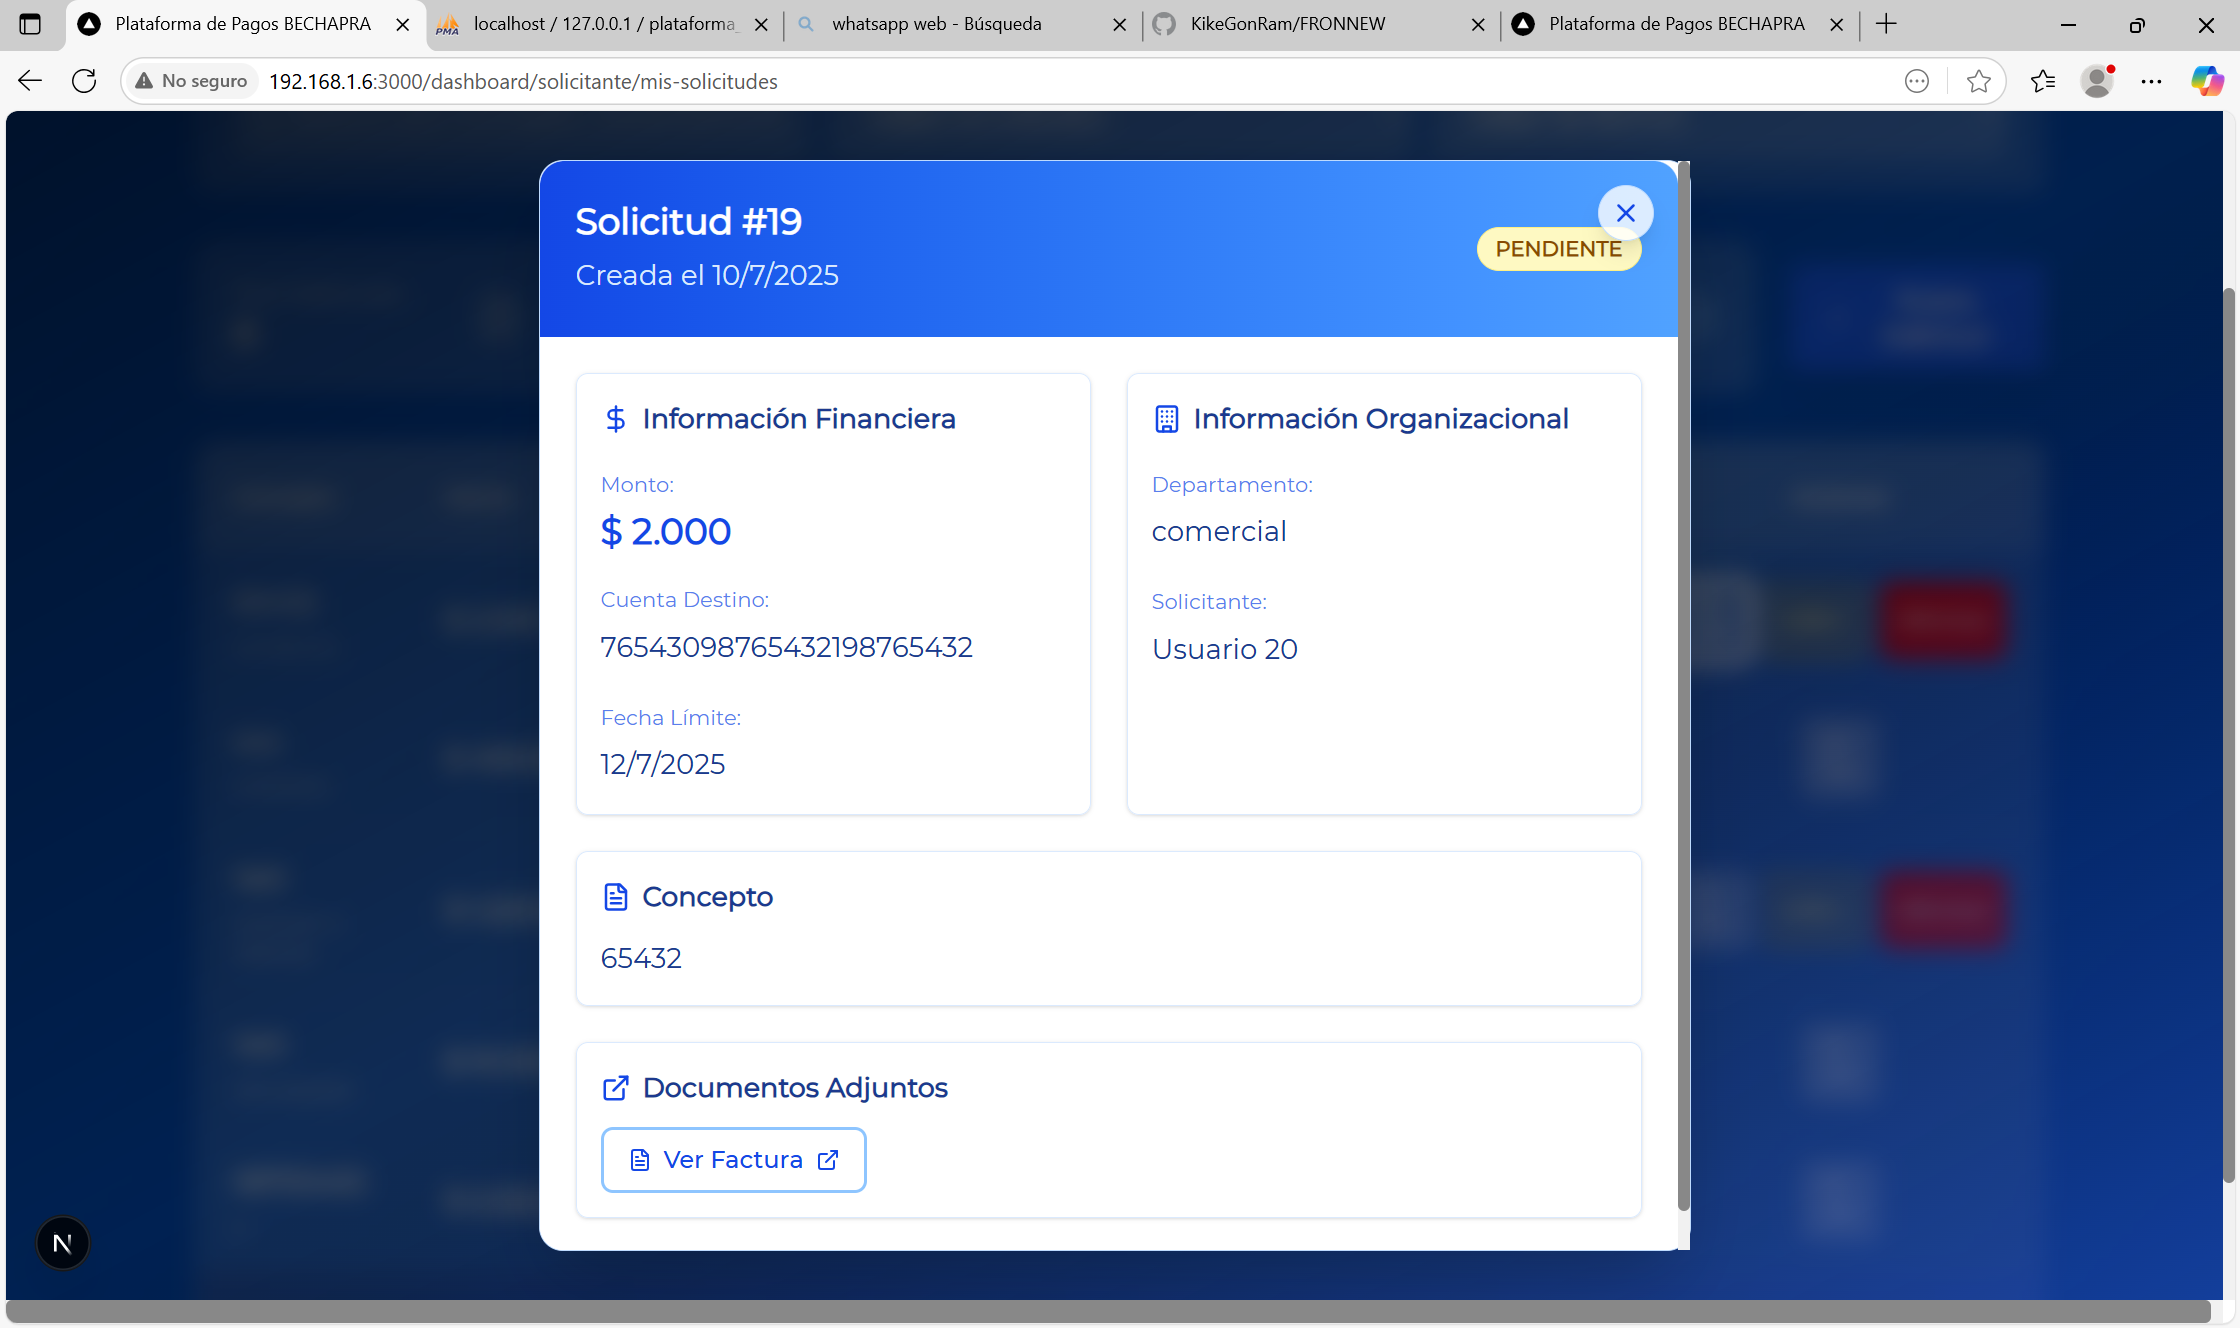 Plataforma de Pagos BECHAPRA
localhost / 127.0.0.1 / plataforma_
whatsapp web - Búsqueda
KikeGonRam/FRONNEW
Plataforma de Pagos BECHAPRA
No seguro
192.168.1.6:3000/dashboard/solicitante/mis-solicitudes
Solicitud #19
Creada el 10/7/2025
PENDIENTE
Información Financiera
Monto:
$ 2.000
Cuenta Destino:
76543098765432198765432
Fecha Límite:
12/7/2025
Información Organizacional
Departamento:
comercial
Solicitante:
Usuario 20
Concepto
65432
Documentos Adjuntos
Ver Factura
N